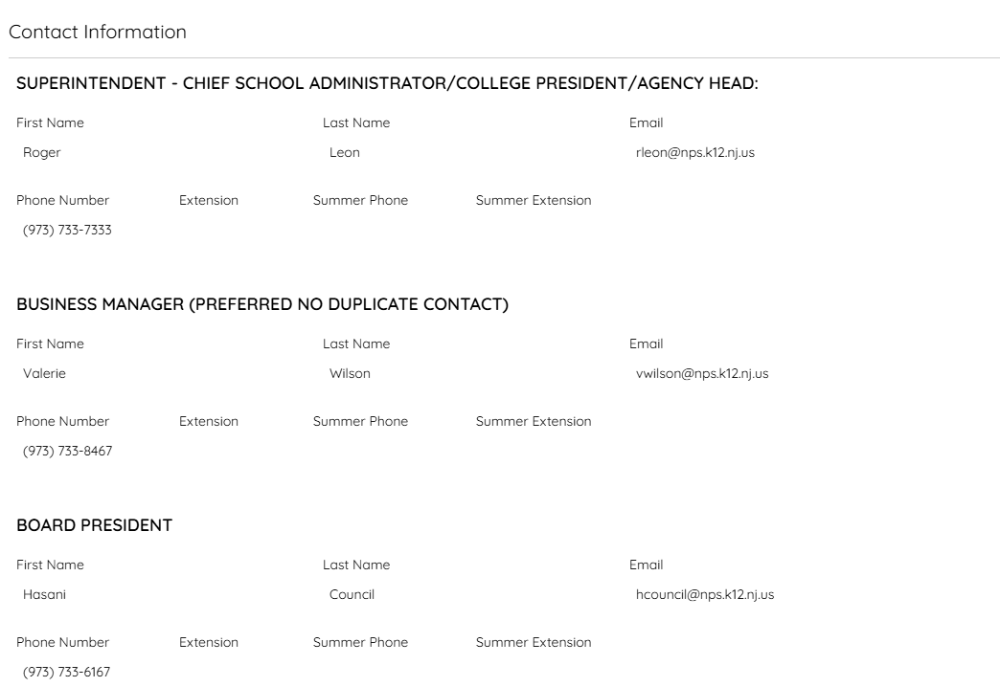 Contact Information
SUPERINTENDENT - CHIEF SCHOOL ADMINISTRATOR/COLLEGE PRESIDENT/AGENCY HEAD:
First Name Last Name Email
Roger Leon rleon@nps.k12.nj.us
Phone Number Extension Summer Phone Summer Extension
(973) 733-7333
BUSINESS MANAGER (PREFERRED NO DUPLICATE CONTACT)
First Name Last Name Email
Valerie Wilson vwilson@nps.k12.nj.us
Phone Number Extension Summer Phone Summer Extension
(973) 733-8467
BOARD PRESIDENT
First Name Last Name Email
Hasani Council hcouncil@nps.k12.nj.us
Phone Number Extension Summer Phone Summer Extension
(973) 733-6167